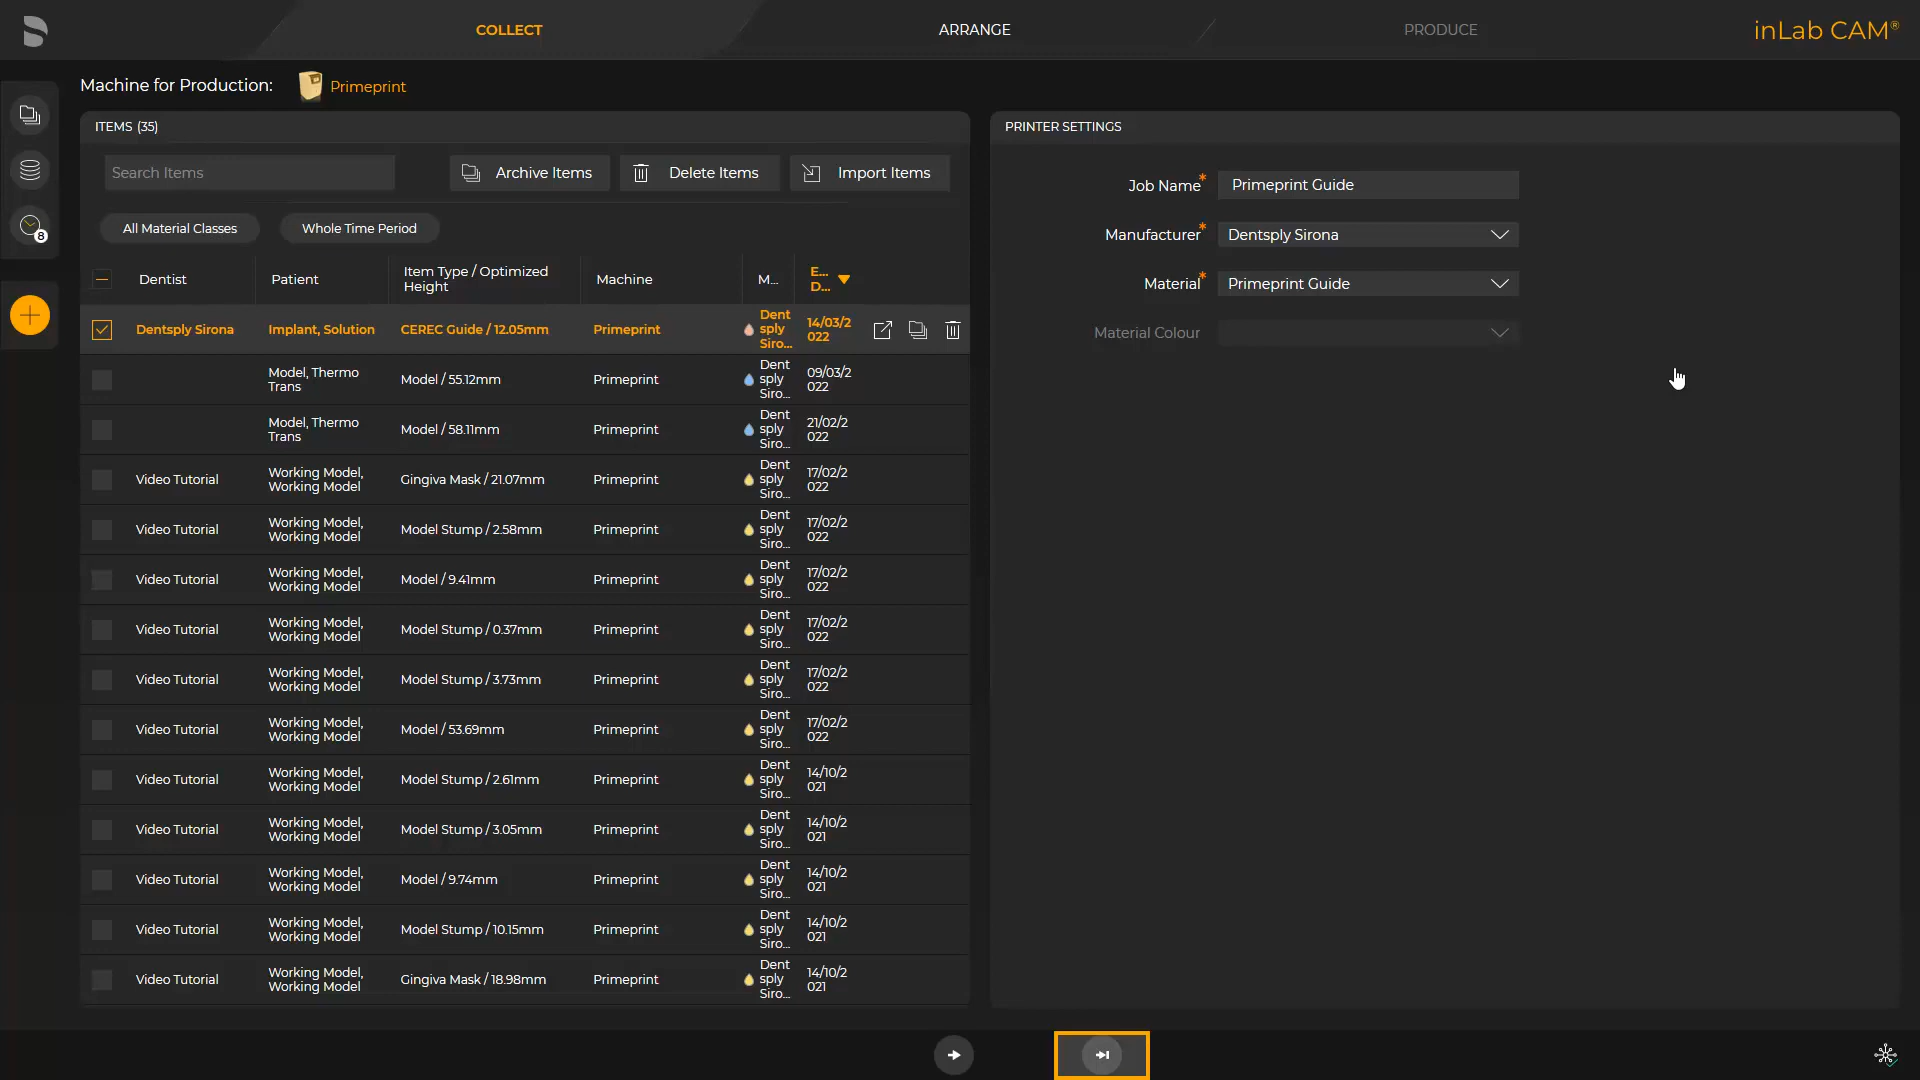 COLLECT
ARRANGE
PRODUCE
inLab CAM®
Machine for Production:
Primeprint
ITEMS (35)
PRINTER SETTINGS
Search Items
Archive Items
Delete Items
Import Items
All Material Classes
Whole Time Period
Job Name*
Primeprint Guide
Manufacturer*
Dentsply Sirona
Material*
Primeprint Guide
Material Colour
8
Dentist
Patient
Item Type / Optimized
Height
Machine
M...
E...
D...
Dentsply Sirona
Implant, Solution
CEREC Guide / 12.05mm
Primeprint
Dent
sply
Siro...
14/03/2
022
Model, Thermo
Trans
Model / 55.12mm
Primeprint
Dent
sply
Siro...
09/03/2
022
Model, Thermo
Trans
Model / 58.11mm
Primeprint
Dent
sply
Siro...
21/02/2
022
Video Tutorial
Working Model,
Working Model
Gingiva Mask / 21.07mm
Primeprint
Dent
sply
Siro...
17/02/2
022
Video Tutorial
Working Model,
Working Model
Model Stump / 2.58mm
Primeprint
Dent
sply
Siro...
17/02/2
022
Video Tutorial
Working Model,
Working Model
Model / 9.41mm
Primeprint
Dent
sply
Siro...
17/02/2
022
Video Tutorial
Working Model,
Working Model
Model Stump / 0.37mm
Primeprint
Dent
sply
Siro...
17/02/2
022
Video Tutorial
Working Model,
Working Model
Model Stump / 3.73mm
Primeprint
Dent
sply
Siro...
17/02/2
022
Video Tutorial
Working Model,
Working Model
Model / 53.69mm
Primeprint
Dent
sply
Siro...
17/02/2
022
Video Tutorial
Working Model,
Working Model
Model Stump / 2.61mm
Primeprint
Dent
sply
Siro...
14/10/2
021
Video Tutorial
Working Model,
Working Model
Model Stump / 3.05mm
Primeprint
Dent
sply
Siro...
14/10/2
021
Video Tutorial
Working Model,
Working Model
Model / 9.74mm
Primeprint
Dent
sply
Siro...
14/10/2
021
Video Tutorial
Working Model,
Working Model
Model Stump / 10.15mm
Primeprint
Dent
sply
Siro...
14/10/2
021
Video Tutorial
Working Model,
Working Model
Gingiva Mask / 18.98mm
Primeprint
Dent
sply
Siro...
14/10/2
021